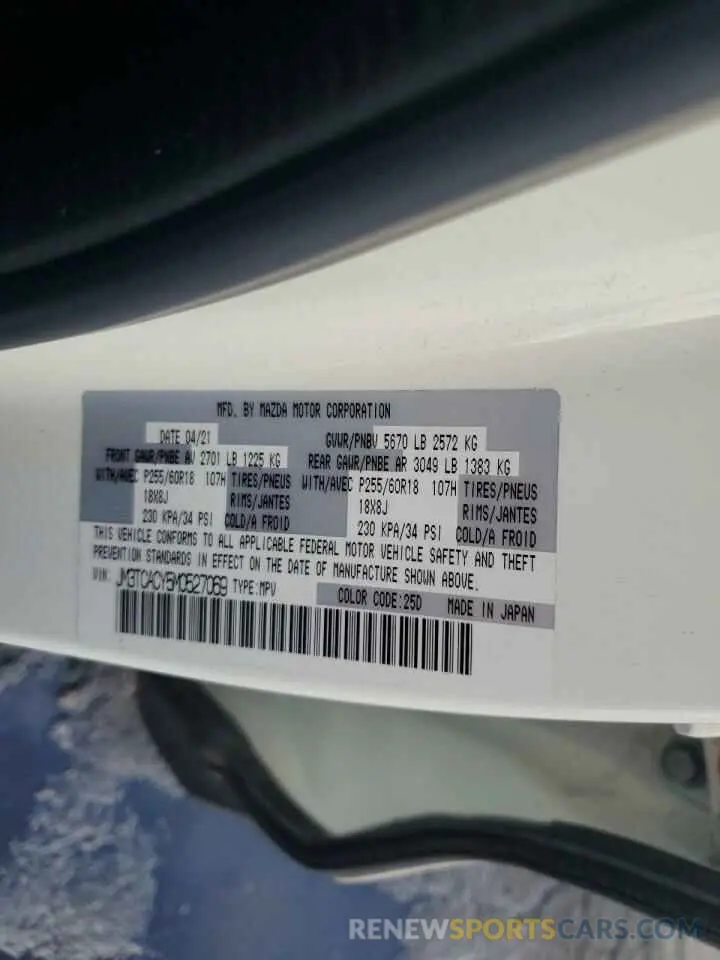 MFD. BY MAZDA MOTOR CORPORATION
DATE 04/21 GVWR/PNBV 5670 LB 2572 KG
FRONT GAWR/PNBE AV 2701 LB 1225 KG REAR GAWR/PNBE AR 3049 LB 1383 KG
WITH/AVEC P255/60R18 107H TIRES/PNEUS WITH/AVEC P255/60R18 107H TIRES/PNEUS
18X8J RIMS/JANTES 18X8J RIMS/JANTES
230 KPA/34 PSI COLD/A FROID 230 KPA/34 PSI COLD/A FROID
THIS VEHICLE CONFORMS TO ALL APPLICABLE FEDERAL MOTOR VEHICLE SAFETY AND THEFT
PREVENTION STANDARDS IN EFFECT ON THE DATE OF MANUFACTURE SHOWN ABOVE.
VIN: JM3TCACY5M0527069 TYPE:MPV
COLOR CODE:25D MADE IN JAPAN
RENEWSPORTSCARS.COM